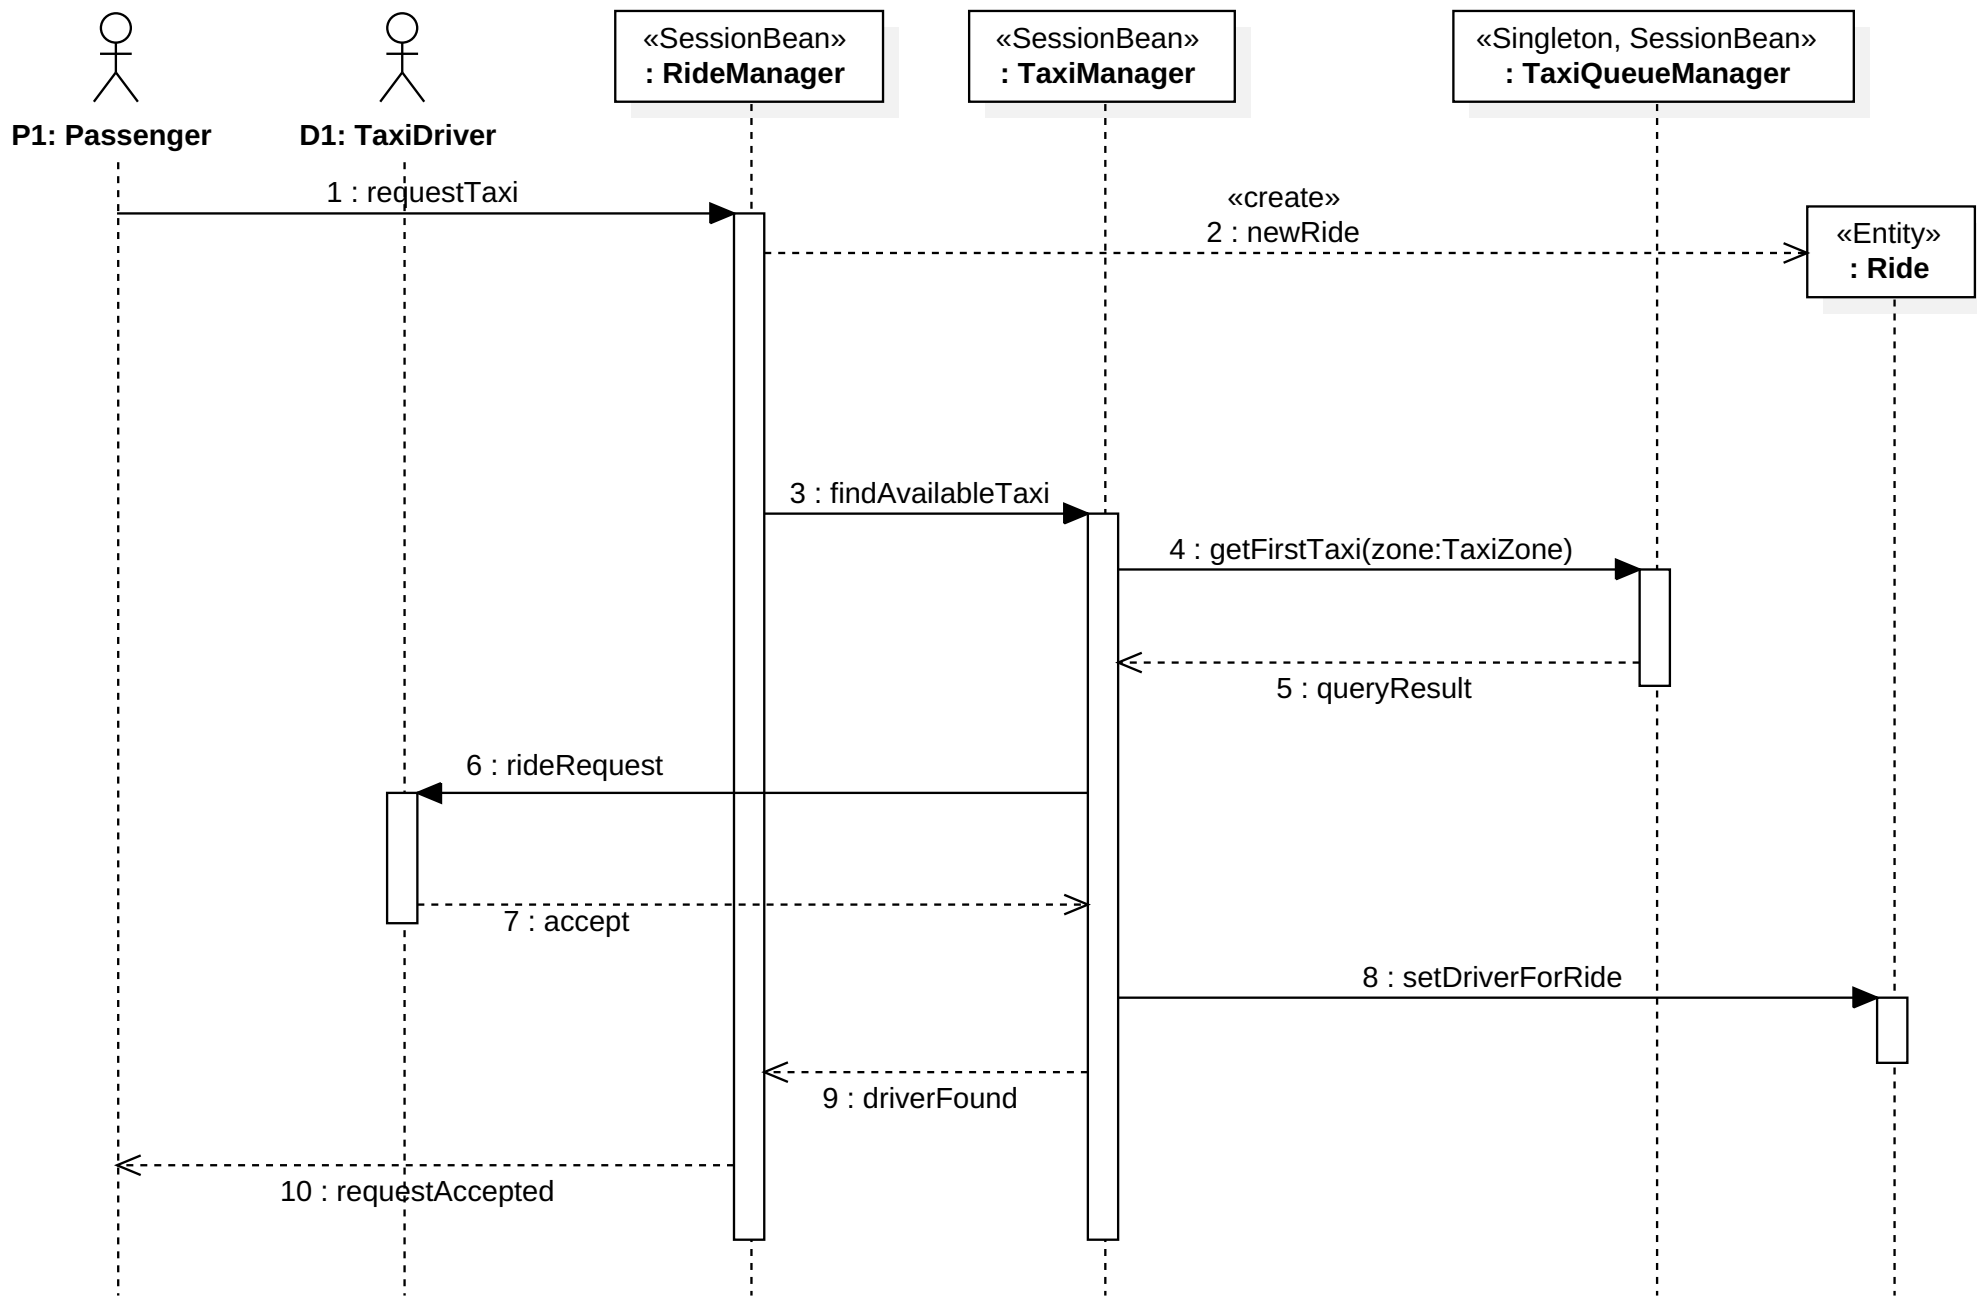 P1: Passenger
D1: TaxiDriver
«SessionBean»
: RideManager
«SessionBean»
: TaxiManager
«Singleton, SessionBean»
: TaxiQueueManager
1 : requestTaxi
«create»
2 : newRide
«Entity»
: Ride
3 : findAvailableTaxi
4 : getFirstTaxi(zone:TaxiZone)
5 : queryResult
6 : rideRequest
7 : accept
8 : setDriverForRide
9 : driverFound
10 : requestAccepted